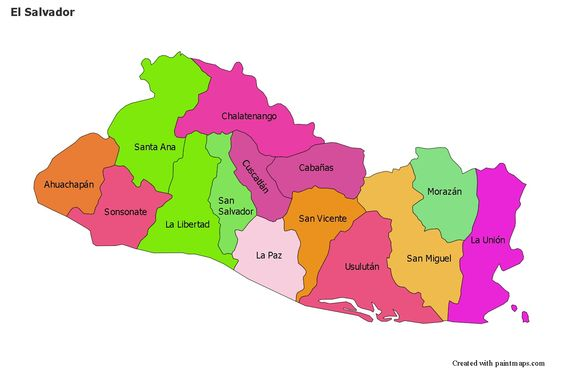 El Salvador
Chalatenango
Santa Ana
Cuscatlán
Cabañas
Ahuachapán
Morazán
Sonsonate
San
Salvador
San Vicente
La Libertad
La Unión
La Paz
San Miguel
Usulután
Created with paintmaps.com